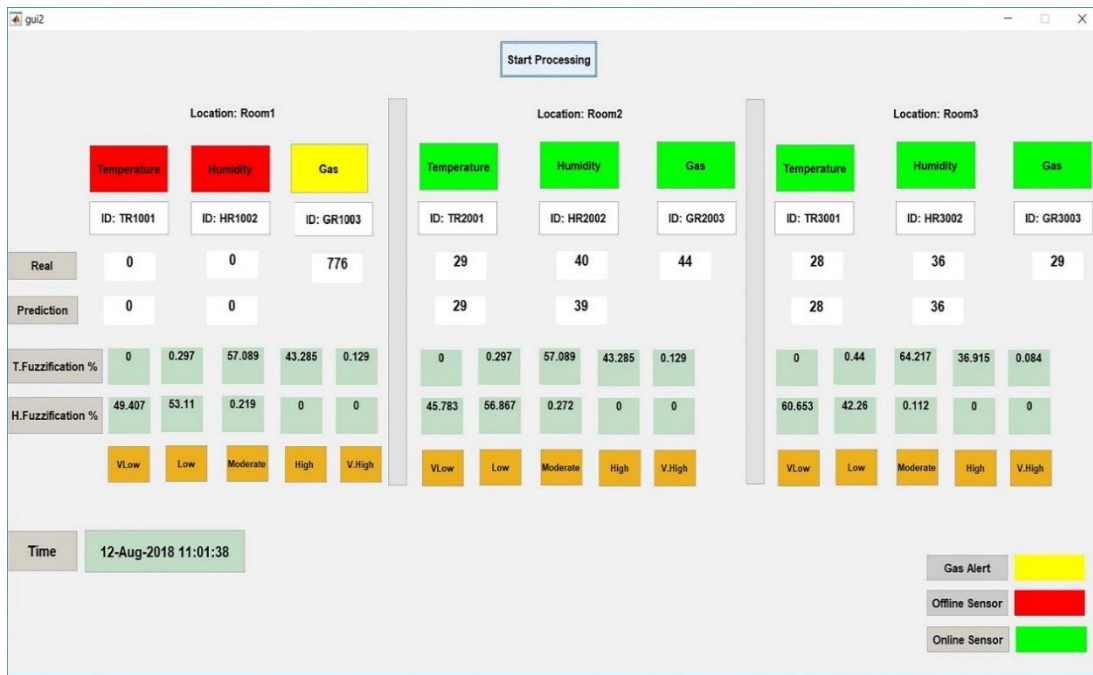 gui2
Start Processing
Location: Room1
Location: Room2
Location: Room3
Temperature Humidity Gas Temperature Humidity Gas Temperature Humidity Gas
ID: TR1001 ID: HR1002 ID: GR1003 ID: TR2001 ID: HR2002 ID: GR2003 ID: TR3001 ID: HR3002 ID: GR3003
Real 0 0 776 29 40 44 28 36 29
Prediction 0 0 29 39 28 36
T.Fuzzification % 0 0.297 57.089 43.285 0.129 0 0.297 57.089 43.285 0.129 0 0.44 64.217 36.915 0.084
H.Fuzzification % 49.407 53.11 0.219 0 0 45.783 56.867 0.272 0 0 60.653 42.26 0.112 0 0
VLow Low Moderate High V.High VLow Low Moderate High V.High VLow Low Moderate High V.High
Time 12-Aug-2018 11:01:38
Gas Alert
Offline Sensor
Online Sensor